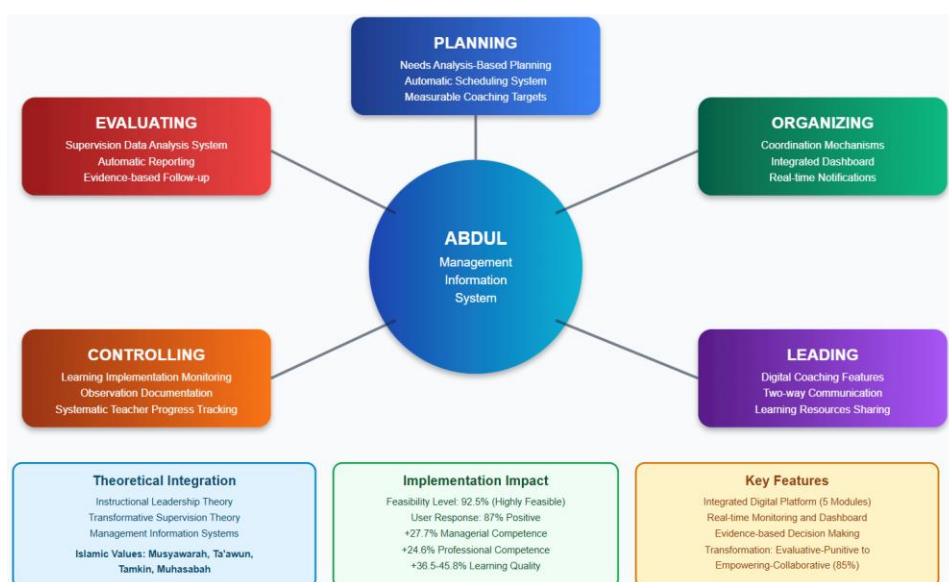 PLANNING
Needs Analysis-Based Planning
Automatic Scheduling System
Measurable Coaching Targets
EVALUATING
Supervision Data Analysis System
Automatic Reporting
Evidence-based Follow-up
ORGANIZING
Coordination Mechanisms
Integrated Dashboard
Real-time Notifications
ABDUL
Management
Information
System
CONTROLLING
Learning Implementation Monitoring
Observation Documentation
Systematic Teacher Progress Tracking
LEADING
Digital Coaching Features
Two-way Communication
Learning Resources Sharing
Theoretical Integration
Instructional Leadership Theory
Transformative Supervision Theory
Management Information Systems
Islamic Values: Musyawarah, Ta'awun,
Tamkin, Muhasabah
Implementation Impact
Feasibility Level: 92.5% (Highly Feasible)
User Response: 87% Positive
+27.7% Managerial Competence
+24.6% Professional Competence
+36.5-45.8% Learning Quality
Key Features
Integrated Digital Platform (5 Modules)
Real-time Monitoring and Dashboard
Evidence-based Decision Making
Transformation: Evaluative-Punitive to
Empowering-Collaborative (85%)